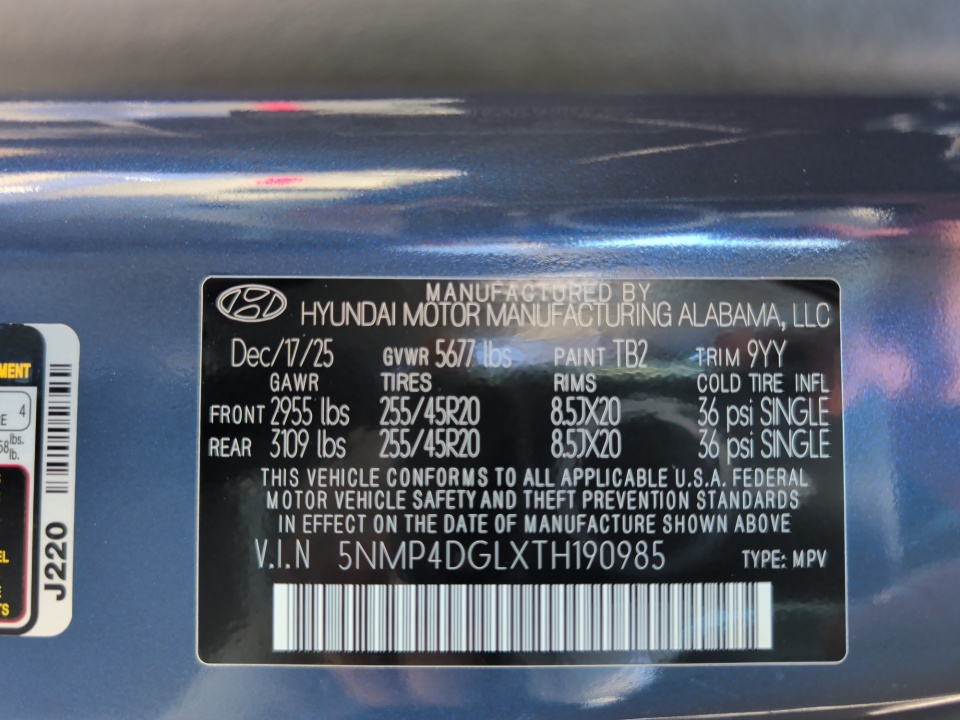 MANUFACTURED BY
HYUNDAI MOTOR MANUFACTURING ALABAMA, LLC
Dec/17/25 GVWR 5677 lbs PAINT TB2 TRIM 9YY
GAWR TIRES RIMS COLD TIRE INFL
FRONT 2955 lbs 255/45R20 8.5JX20 36 psi SINGLE
REAR 3109 lbs 255/45R20 8.5JX20 36 psi SINGLE
THIS VEHICLE CONFORMS TO ALL APPLICABLE U.S.A. FEDERAL
MOTOR VEHICLE SAFETY AND THEFT PREVENTION STANDARDS
IN EFFECT ON THE DATE OF MANUFACTURE SHOWN ABOVE
V.I.N 5NMP4DGLXTH190985 TYPE: MPV
4
lbs.
lb.
J220